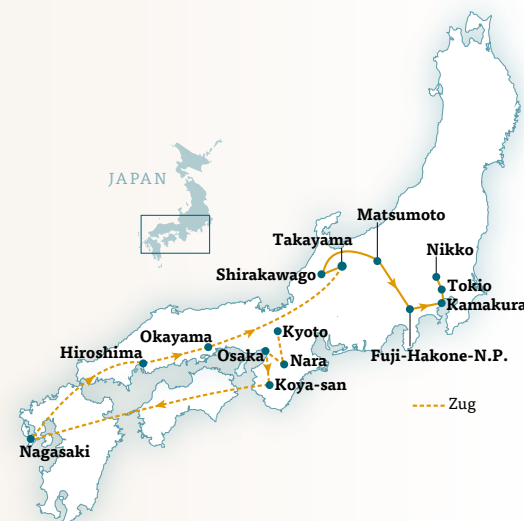 JAPAN
Matsumoto
Takayama
Nikko
Shirakawago
Tokio
Kamakura
Kyoto
Okayama
Hiroshima
Osaka
Nara
Fuji-Hakone-N.P.
Koya-san
Zug
Nagasaki